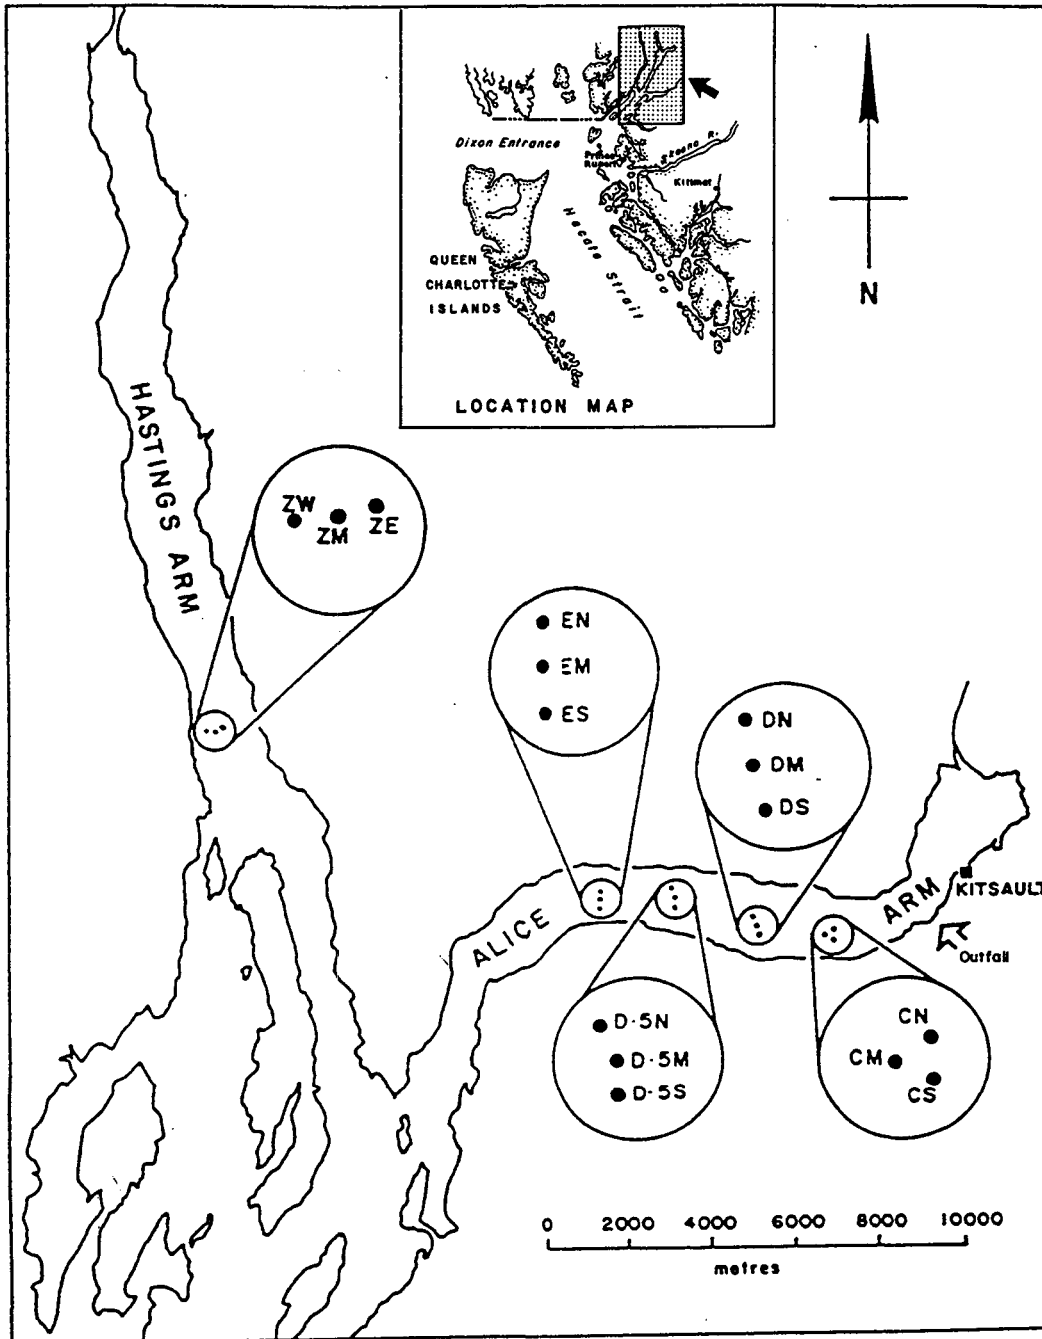 Dixon Entrance
Prince
Rupert
Skeena R.
Kitimat
Hecate Strait
QUEEN
CHARLOTTE
ISLANDS
LOCATION MAP
N
HASTINGS ARM
ZW
ZM
ZE
EN
EM
ES
DN
DM
DS
ALICE ARM
KITSAULT
Outfall
D·5N
D·5M
D·5S
CN
CM
CS
0 2000 4000 6000 8000 10000
metres